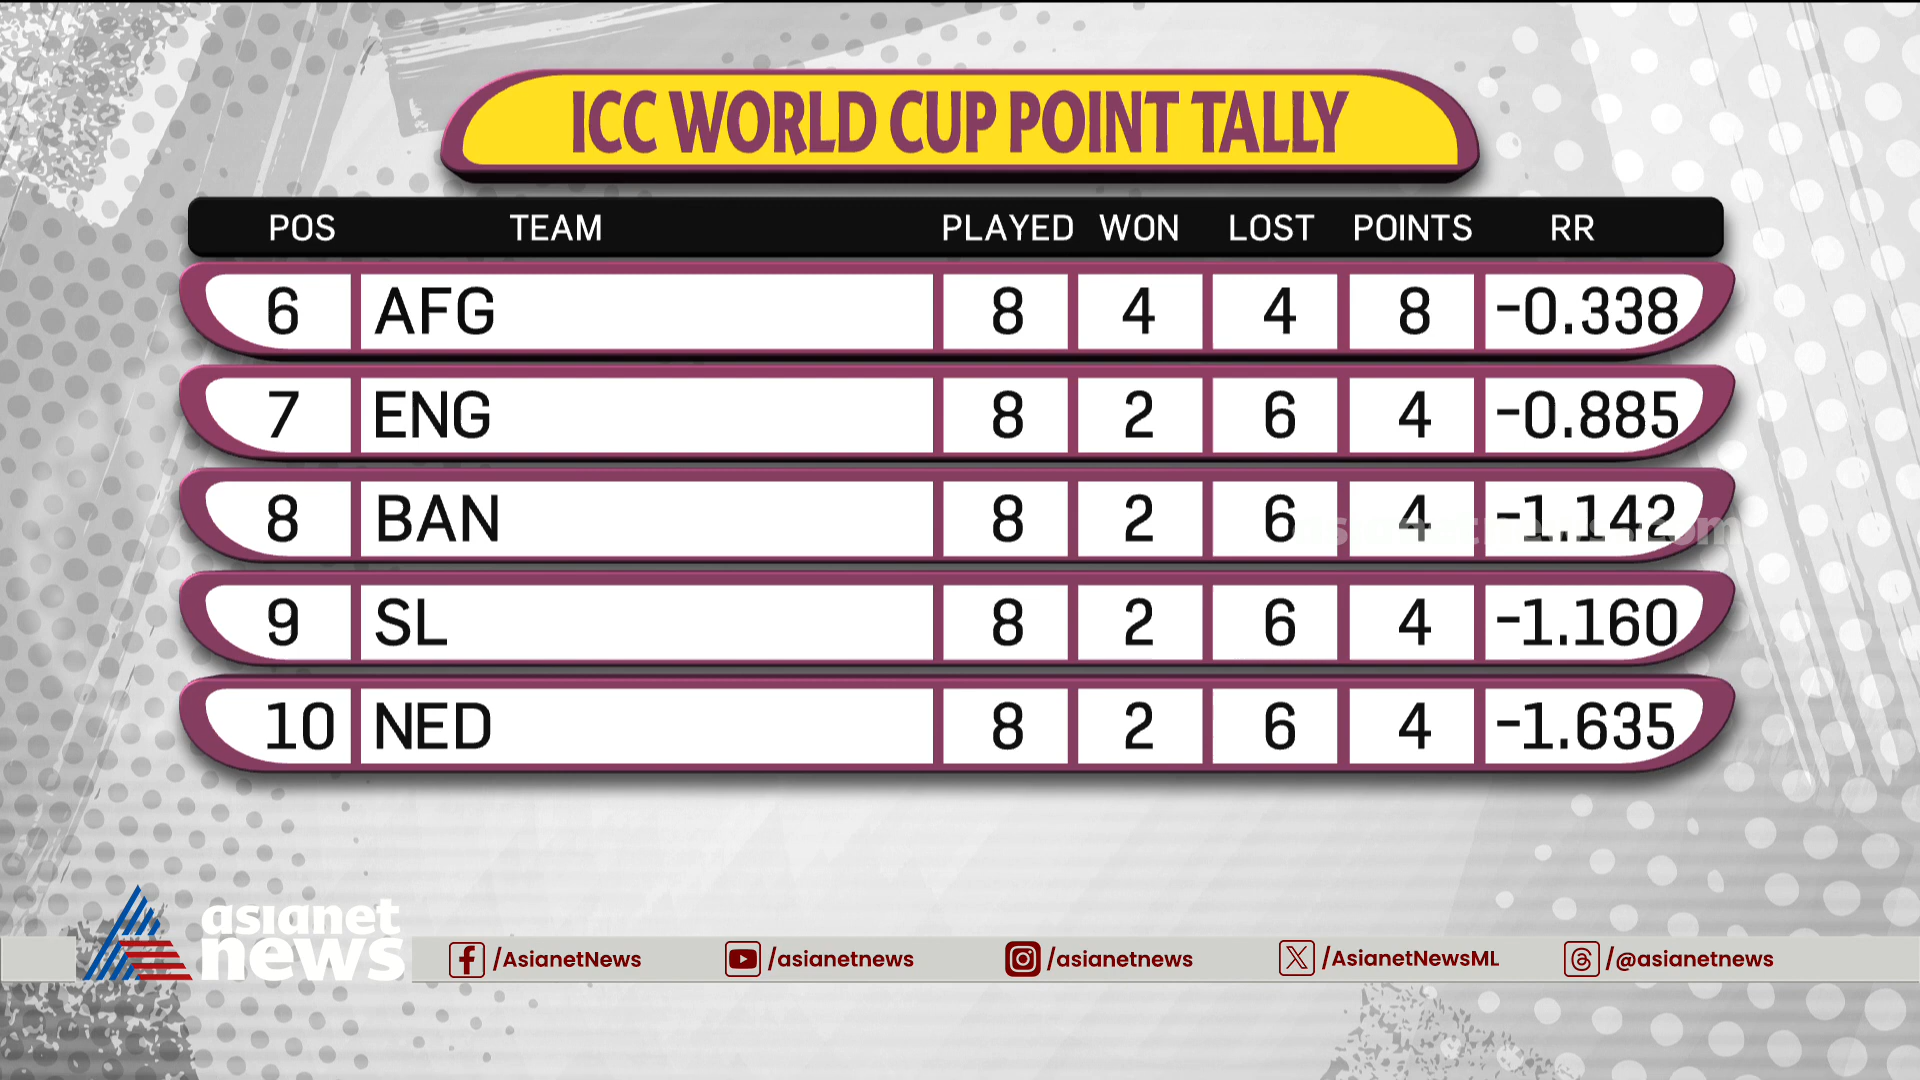 ICC WORLD CUP POINT TALLY
POS TEAM PLAYED WON LOST POINTS RR
6 AFG 8 4 4 8 -0.338
7 ENG 8 2 6 4 -0.885
8 BAN 8 2 6 4 -1.142
9 SL 8 2 6 4 -1.160
10 NED 8 2 6 4 -1.635
asianet
news
/AsianetNews /asianetnews /asianetnews /AsianetNewsML /@asianetnews